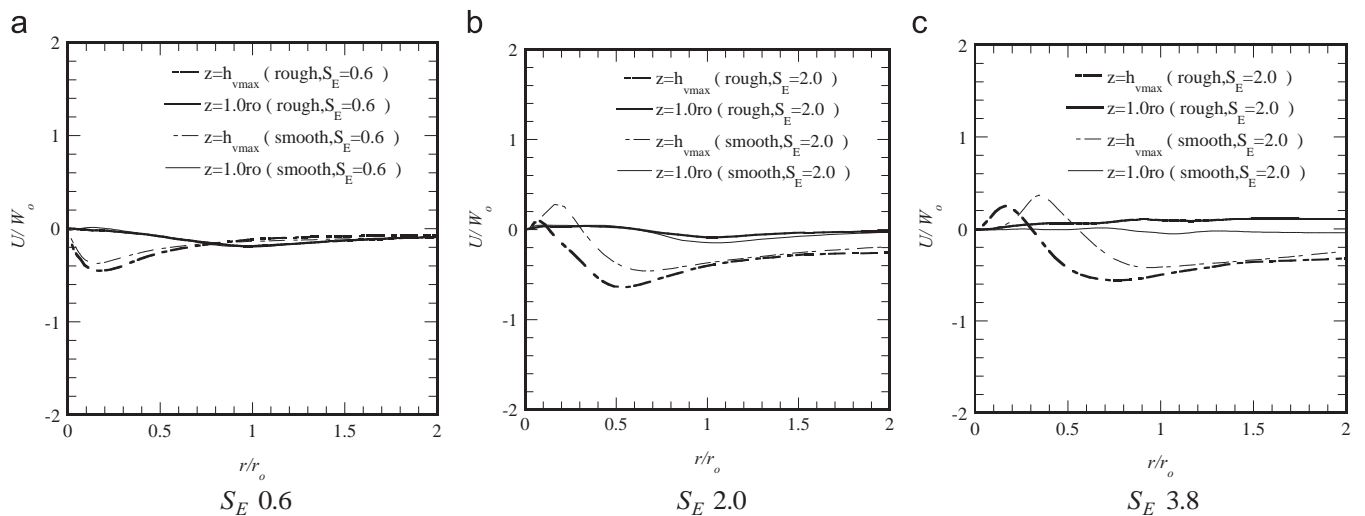 a
2
1
0
-1
-2
U/W_o
z=h_vmax ( rough,S_E=0.6 )
z=1.0ro ( rough,S_E=0.6 )
z=h_vmax ( smooth,S_E=0.6 )
z=1.0ro ( smooth,S_E=0.6 )
0 0.5 1 1.5 2
r/r_o
S_E 0.6
b
2
1
0
-1
-2
U/W_o
z=h_vmax ( rough,S_E=2.0 )
z=1.0ro ( rough,S_E=2.0 )
z=h_vmax ( smooth,S_E=2.0 )
z=1.0ro ( smooth,S_E=2.0 )
0 0.5 1 1.5 2
r/r_o
S_E 2.0
c
2
1
0
-1
-2
U/W_o
z=h_vmax ( rough,S_E=2.0 )
z=1.0ro ( rough,S_E=2.0 )
z=h_vmax ( smooth,S_E=2.0 )
z=1.0ro ( smooth,S_E=2.0 )
0 0.5 1 1.5 2
r/r_o
S_E 3.8